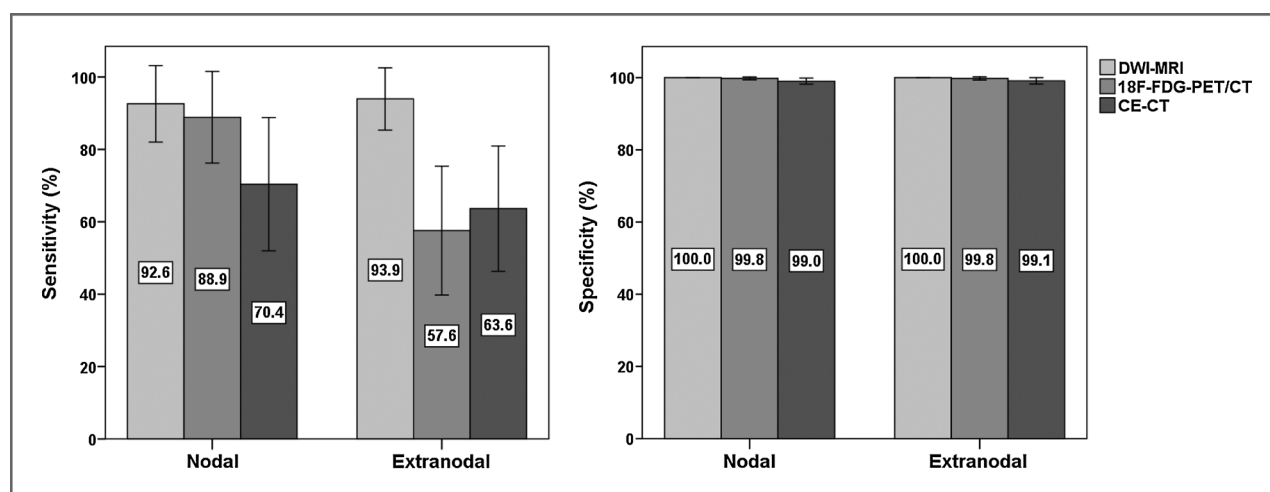 Sensitivity (%)
100
80
60
40
20
0
92.6
88.9
70.4
93.9
57.6
63.6
Nodal
Extranodal
Specificity (%)
100
80
60
40
20
0
100.0
99.8
99.0
100.0
99.8
99.1
Nodal
Extranodal
DWI-MRI
18F-FDG-PET/CT
CE-CT